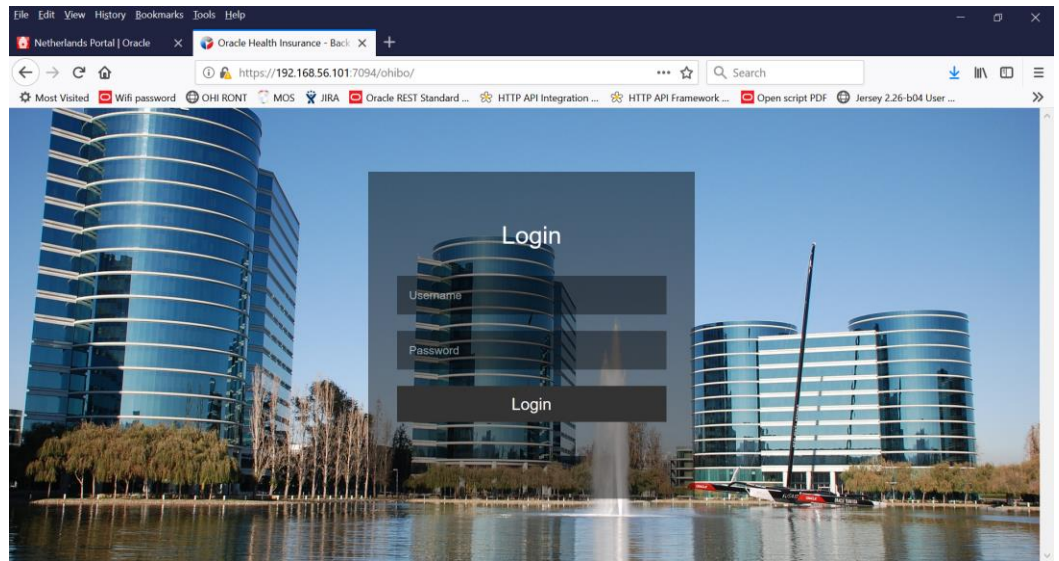 File Edit View History Bookmarks Tools Help
Netherlands Portal | Oracle
Oracle Health Insurance - Back
https://192.168.56.101:7094/ohibo/
Search
Most Visited Wifi password OHI RONT MOS JIRA Oracle REST Standard ... HTTP API Integration ... HTTP API Framework ... Open script PDF Jersey 2.26-b04 User ...
Login
Username
Password
Login